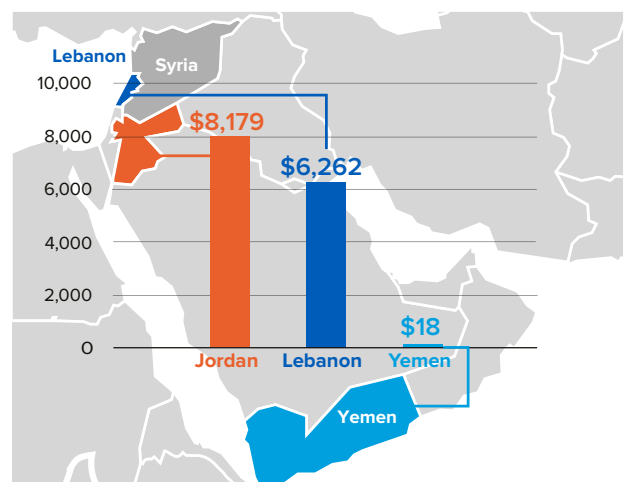 Lebanon
Syria
10,000
8,000
6,000
4,000
2,000
0
$8,179
$6,262
$18
Jordan
Lebanon
Yemen
Yemen